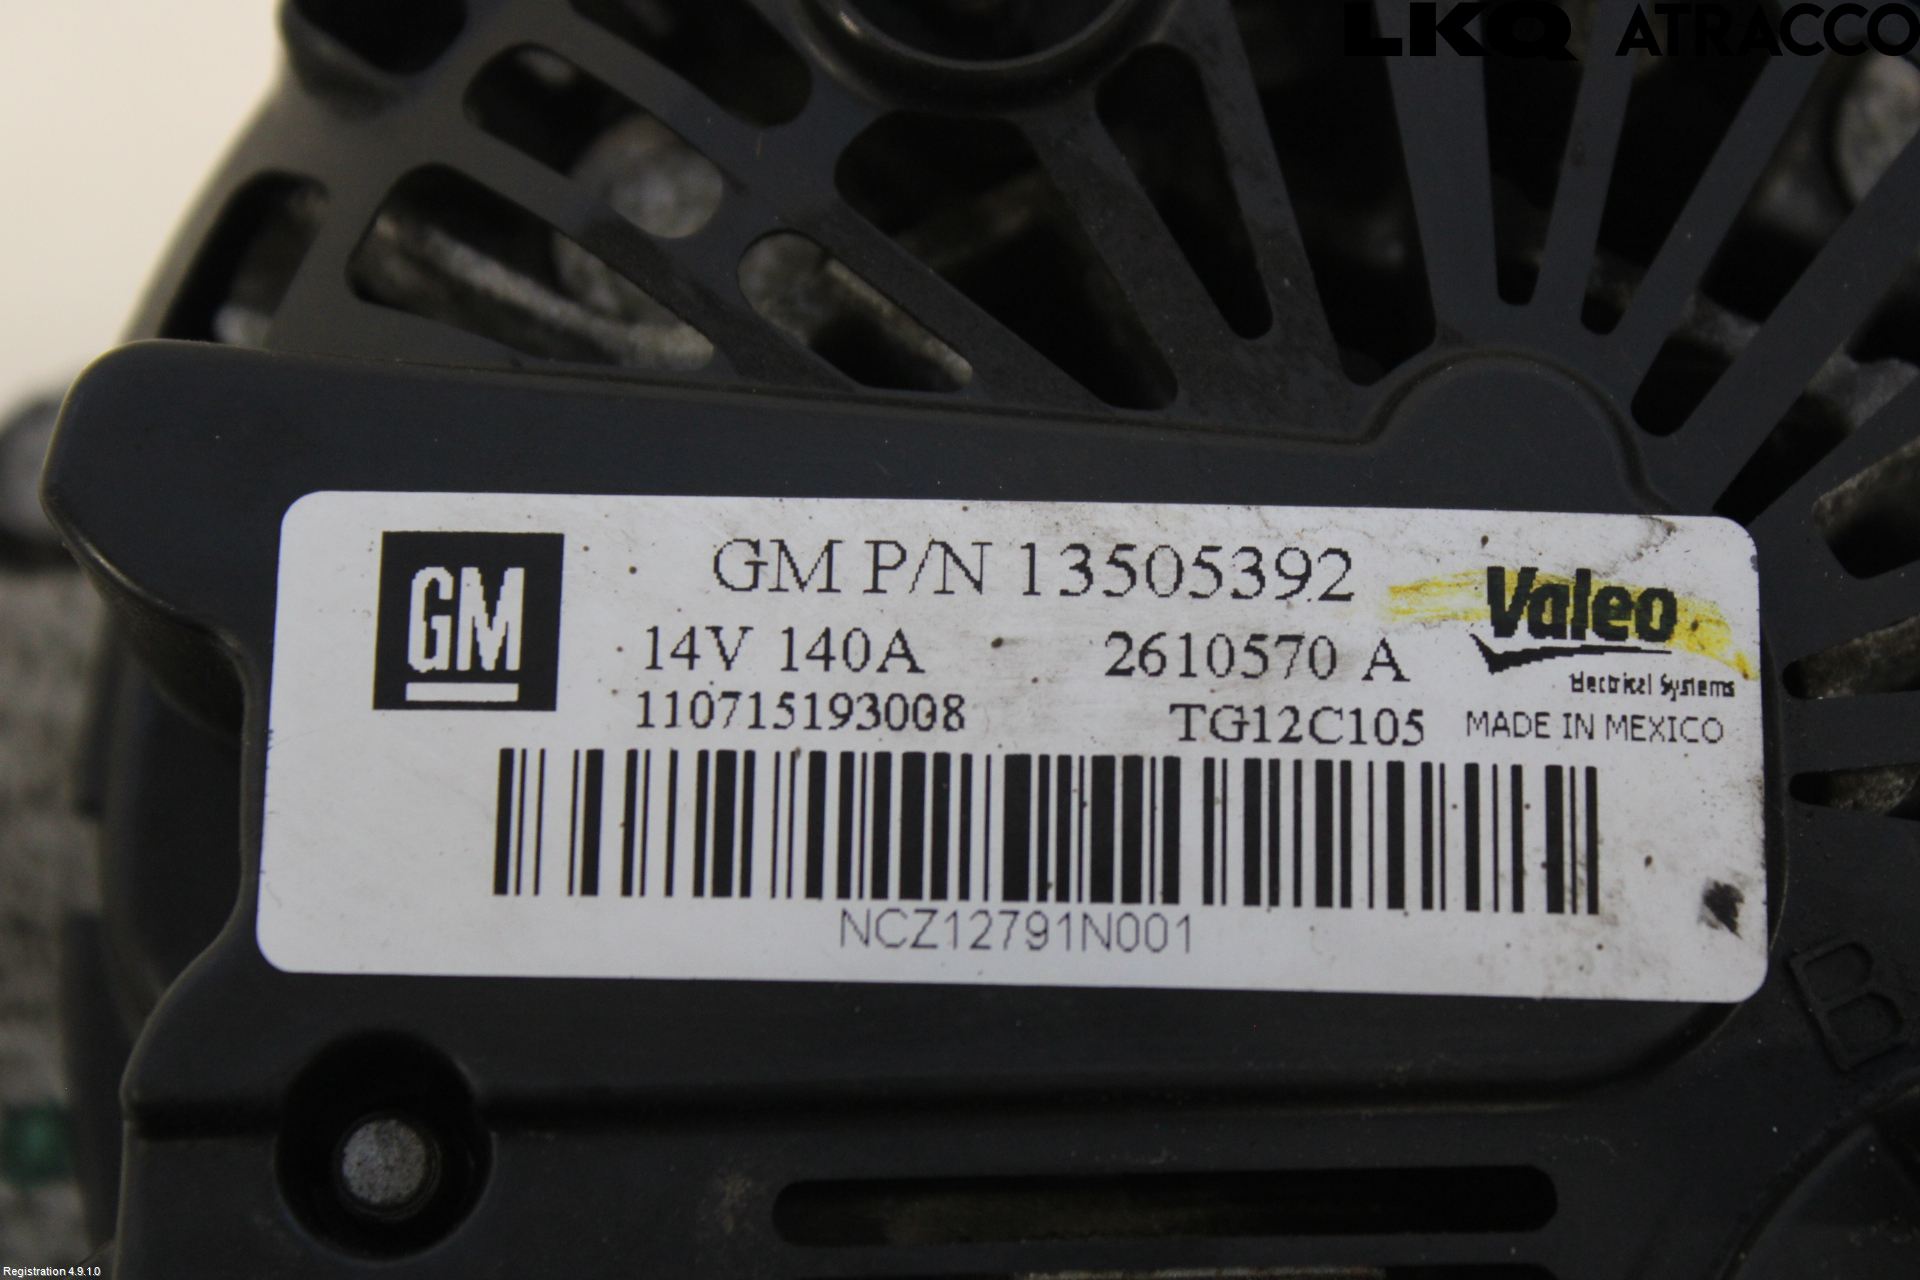 LKQ ATRACCO
GM
GM P/N 13505392
Valeo
14V 140A 2610570 A
Electrical Systems
110715193008 TG12C105 MADE IN MEXICO
NCZ12791N001
B
Registration 4.9.1.0